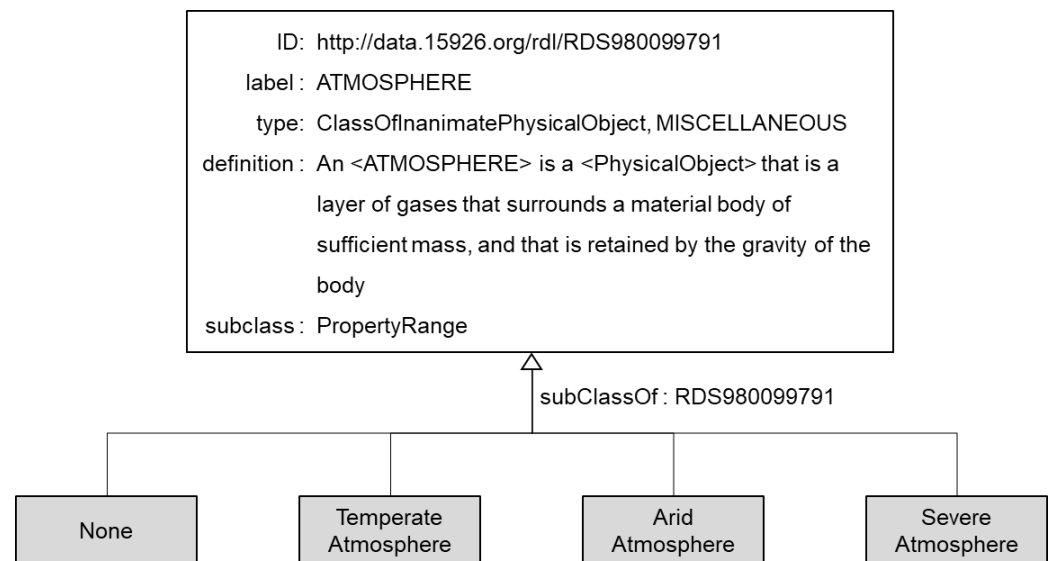 ID: http://data.15926.org/rdl/RDS980099791
label : ATMOSPHERE
type: ClassOfInanimatePhysicalObject, MISCELLANEOUS
definition : An <ATMOSPHERE> is a <PhysicalObject> that is a
layer of gases that surrounds a material body of
sufficient mass, and that is retained by the gravity of the
body
subclass : PropertyRange
subClassOf : RDS980099791
None
Temperate
Atmosphere
Arid
Atmosphere
Severe
Atmosphere